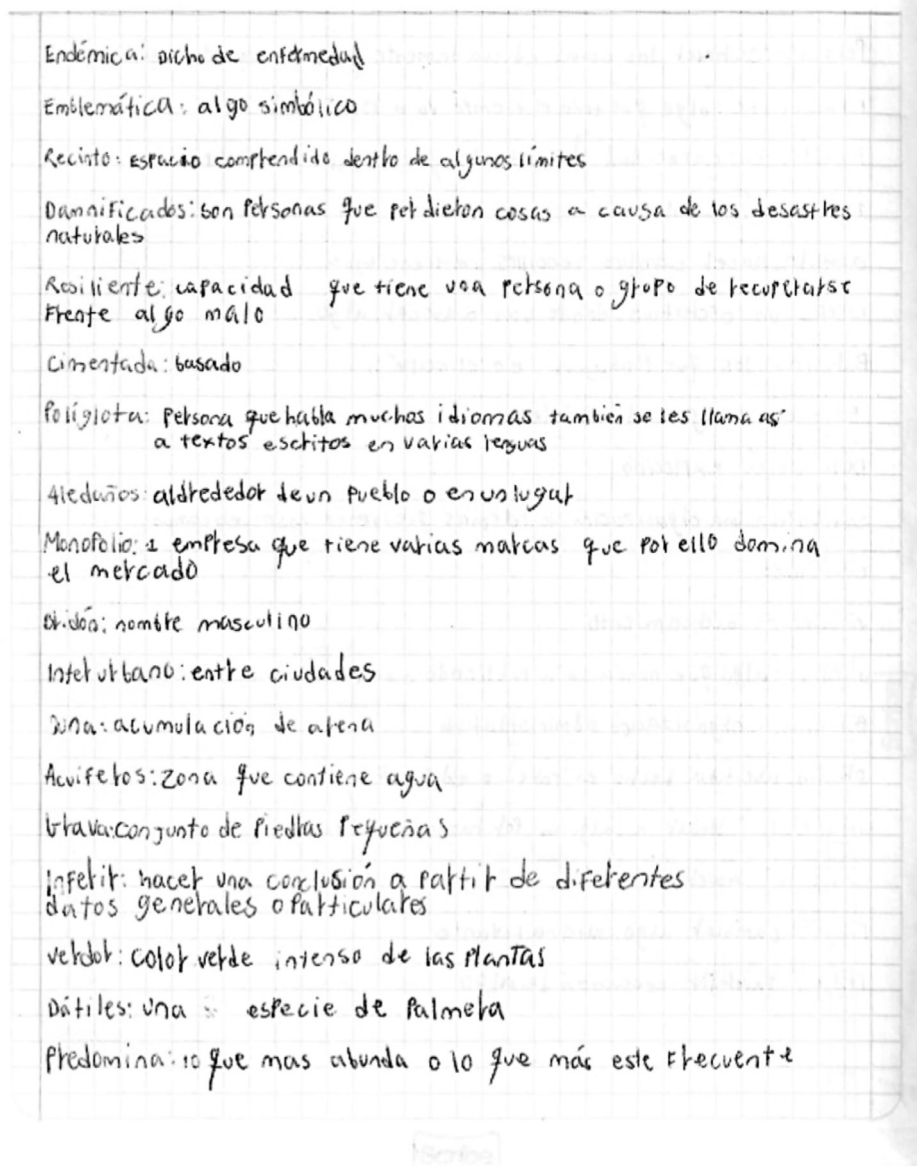 Endémica: Dicho de enfermedad
Emblemática: algo simbólico
Recinto: Espacio comprendido dentro de algunos límites
Damnificados: son Personas que perdieron cosas a causa de los desastres
naturales
Resiliente: capacidad que tiene una persona o grupo de recuperarse
Frente algo malo
Cimentada: basado
Políglota: Persona que habla muchos idiomas también se les llama as
a textos escritos en varias lenguas
Aledaños: aldrededor de un Pueblo o en un lugar
Monopolio: 1 empresa que tiene varias marcas que por ello domina
el mercado
nombre masculino
Interurbano: entre ciudades
Duna: acumulación de arena
Acuiferos: zona que contiene agua
Grava: conjunto de Piedras Pequeñas
Inferir: hacer una conclusión a partir de diferentes
datos generales o Particulares
verdor: color verde intenso de las Plantas
Dátiles: una especie de Palmera
Predomina: lo que mas abunda o lo que más este Frecuente